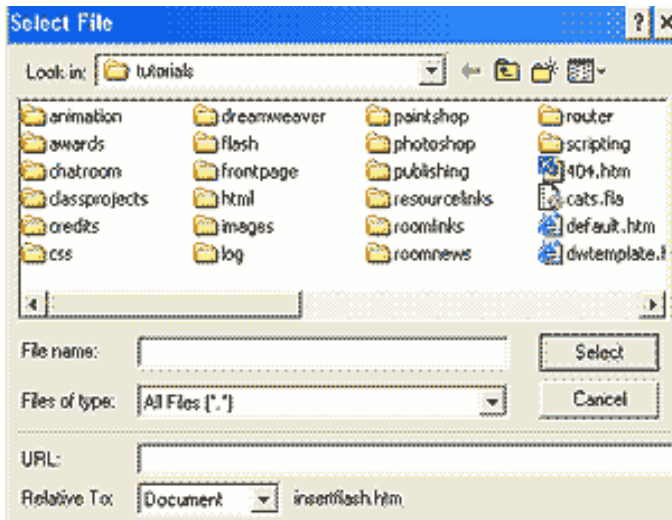 Select File
Look in: tutorials
animation dreamweaver paintshop router
awards flash photoshop scripting
chatroom frontpage publishing 404.htm
classprojects html resourcelinks cats.fla
credits images roomlinks default.htm
css log roomnews dwtemplate.h
File name: Select
Files of type: All Files (*.*) Cancel
URL:
Relative To: Document insertflash.htm